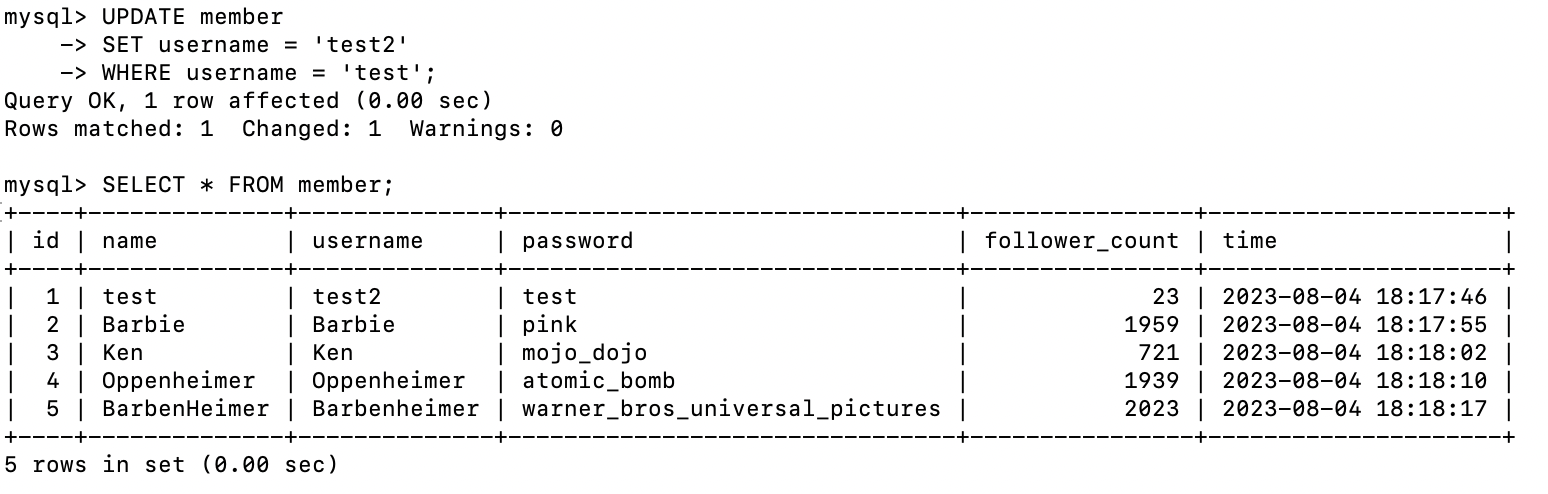 mysql> UPDATE member
    -> SET username = 'test2'
    -> WHERE username = 'test';
Query OK, 1 row affected (0.00 sec)
Rows matched: 1  Changed: 1  Warnings: 0

mysql> SELECT * FROM member;
+----+--------------+--------------+--------------------------------+----------------+---------------------+
| id | name         | username     | password                       | follower_count | time                |
+----+--------------+--------------+--------------------------------+----------------+---------------------+
|  1 | test         | test2        | test                           |             23 | 2023-08-04 18:17:46 |
|  2 | Barbie       | Barbie       | pink                           |           1959 | 2023-08-04 18:17:55 |
|  3 | Ken          | Ken          | mojo_dojo                      |            721 | 2023-08-04 18:18:02 |
|  4 | Oppenheimer  | Oppenheimer  | atomic_bomb                    |           1939 | 2023-08-04 18:18:10 |
|  5 | BarbenHeimer | Barbenheimer | warner_bros_universal_pictures |           2023 | 2023-08-04 18:18:17 |
+----+--------------+--------------+--------------------------------+----------------+---------------------+
5 rows in set (0.00 sec)